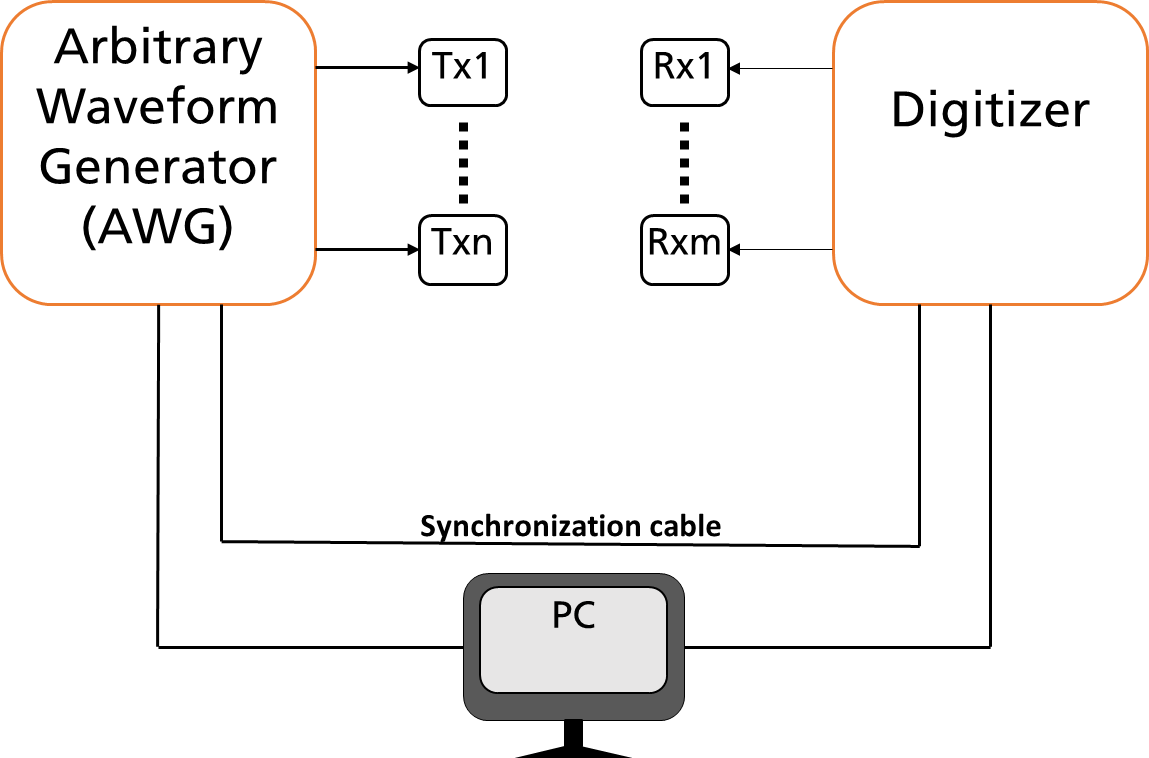 Arbitrary
Waveform
Generator
(AWG)
Tx1
Txn
Rx1
Rxm
Digitizer
Synchronization cable
PC